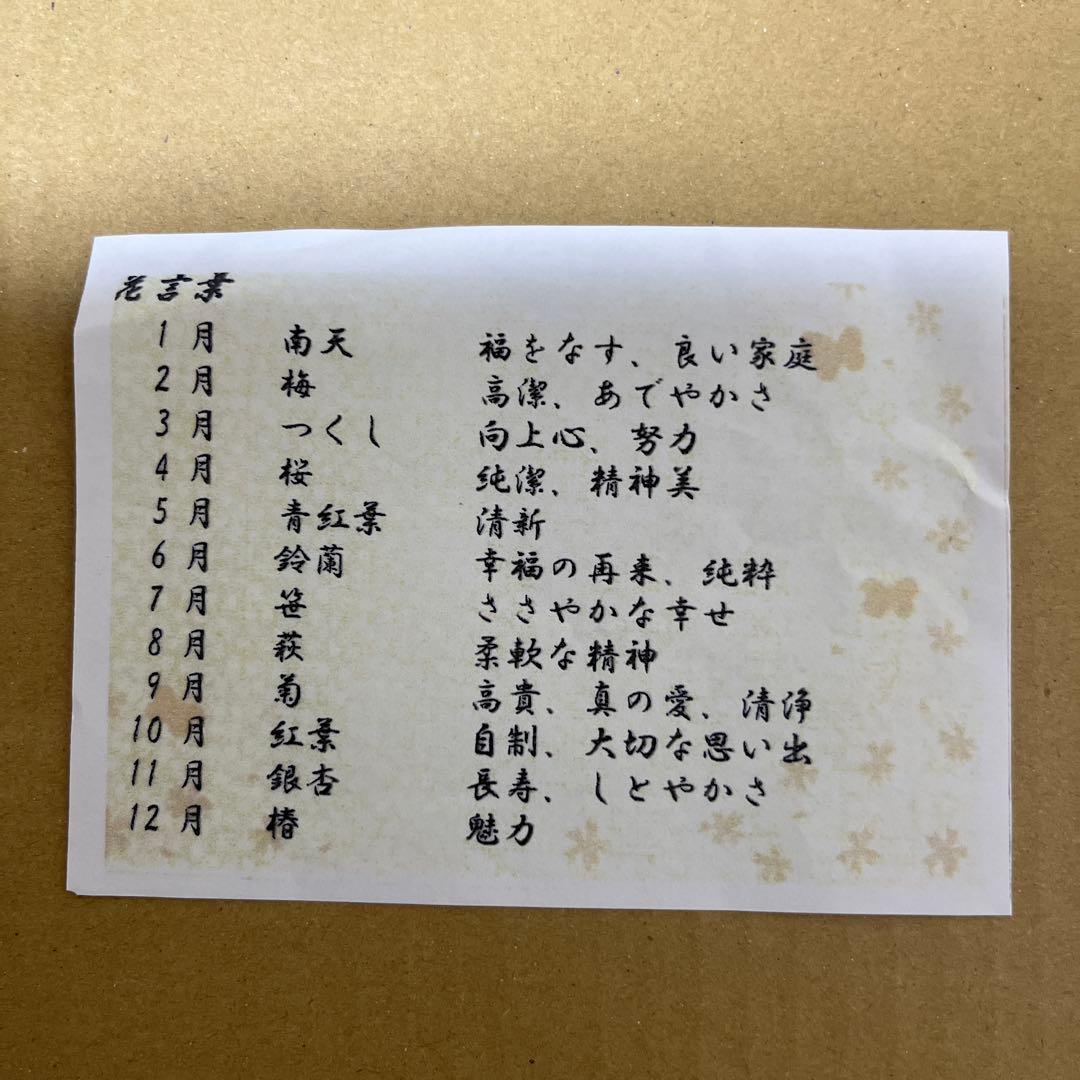 花言葉
1月 南天 福をなす、良い家庭
2月 梅 高潔、あでやかさ
3月 つくし 向上心、努力
4月 桜 純潔、精神美
5月 青紅葉 清新
6月 鈴蘭 幸福の再来、純粋
7月 笹 ささやかな幸せ
8月 萩 柔軟な精神
9月 菊 高貴、真の愛、清浄
10月 紅葉 自制、大切な思い出
11月 銀杏 長寿、しとやかさ
12月 椿 魅力